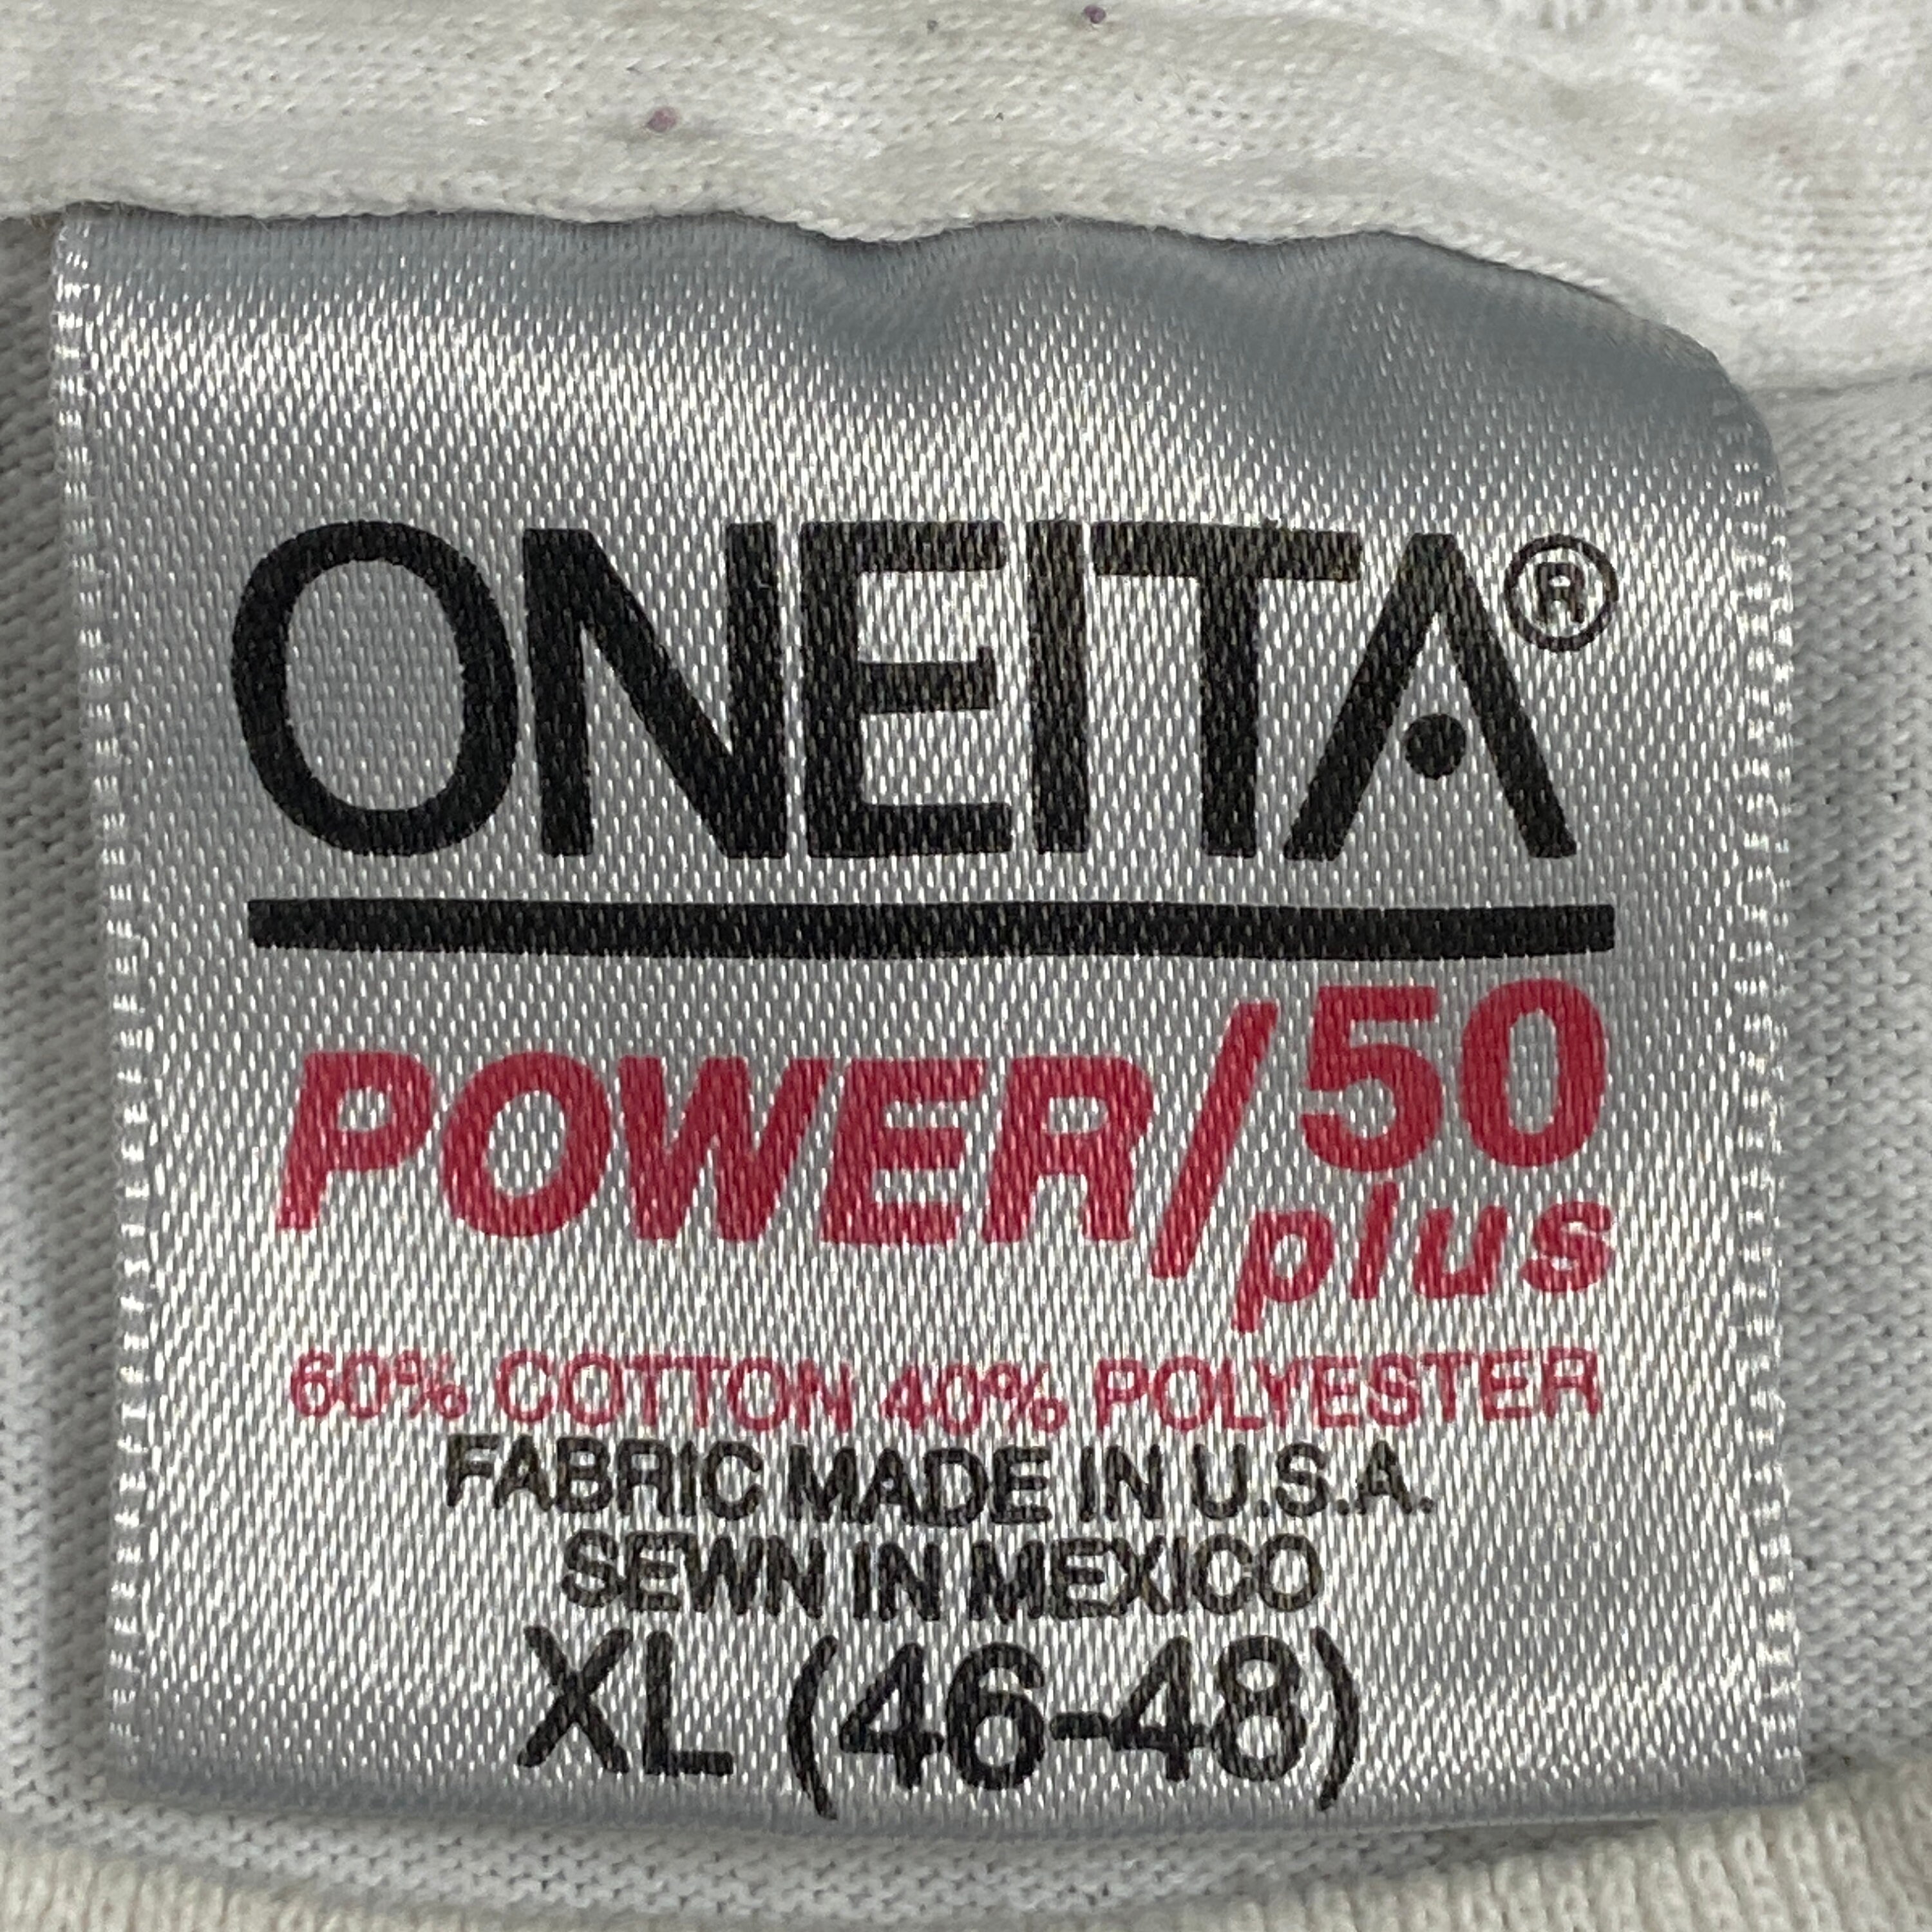 ONEITA®
POWER/50
plus
60% COTTON 40% POLYESTER
FABRIC MADE IN U.S.A.
SEWN IN MEXICO
XL (46-48)